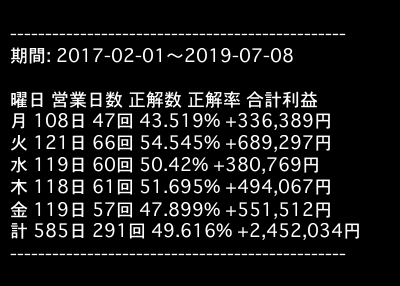 ------------------------------------------------
期間: 2017-02-01〜2019-07-08
曜日 営業日数 正解数 正解率 合計利益
月 108日 47回 43.519% +336,389円
火 121日 66回 54.545% +689,297円
水 119日 60回 50.42% +380,769円
木 118日 61回 51.695% +494,067円
金 119日 57回 47.899% +551,512円
計 585日 291回 49.616% +2,452,034円
------------------------------------------------